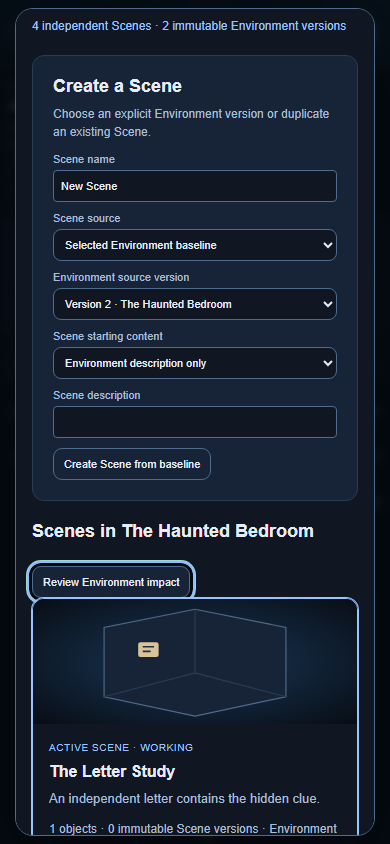 4 independent Scenes · 2 immutable Environment versions
Create a Scene
Choose an explicit Environment version or duplicate
an existing Scene.
Scene name
New Scene
Scene source
Selected Environment baseline
Environment source version
Version 2 · The Haunted Bedroom
Scene starting content
Environment description only
Scene description
Create Scene from baseline
Scenes in The Haunted Bedroom
Review Environment impact
ACTIVE SCENE · WORKING
The Letter Study
An independent letter contains the hidden clue.
1 objects · 0 immutable Scene versions · Environment